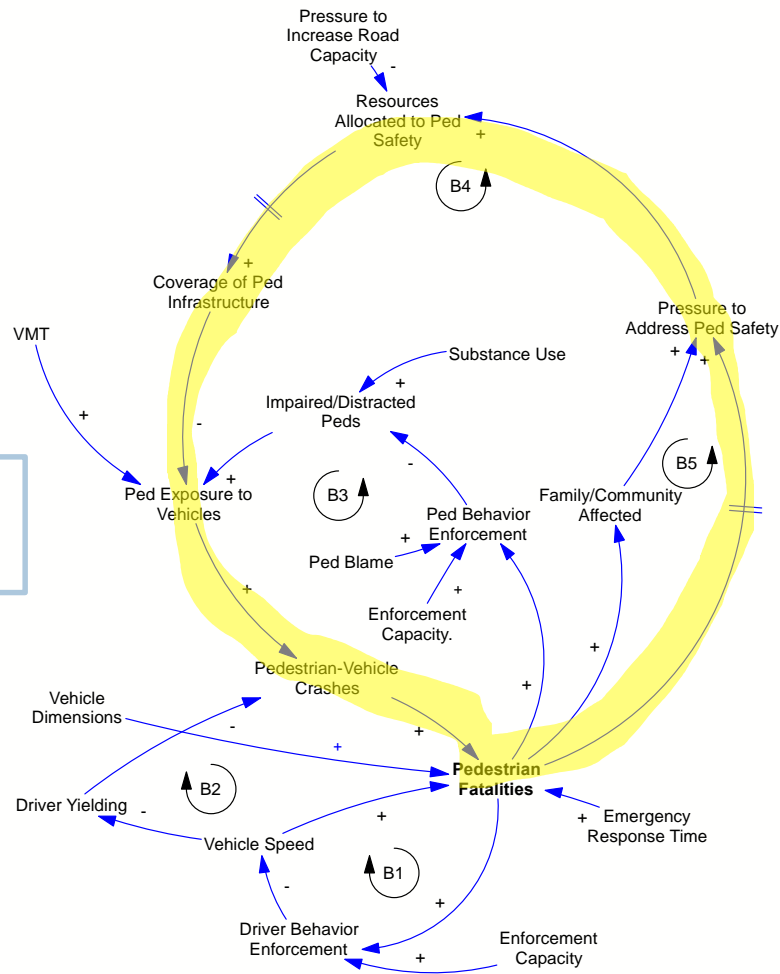 Pressure to
Increase Road
Capacity
-
Resources
Allocated to Ped
Safety
+
B4
+
Coverage of Ped
Infrastructure
Pressure to
Address Ped Safety
+
+
VMT
Substance Use
+
+
-
Impaired/Distracted
Peds
-
B5
+
Ped Exposure to
Vehicles
B3
Family/Community
Affected
Ped Behavior
Enforcement
+
Ped Blame
+
+
Enforcement
Capacity.
+
Pedestrian-Vehicle
Crashes
+
Vehicle
Dimensions
-
+
+
Pedestrian
Fatalities
B2
Driver Yielding
-
+
+
Emergency
Response Time
Vehicle Speed
B1
-
+
Driver Behavior
Enforcement
+
Enforcement
Capacity